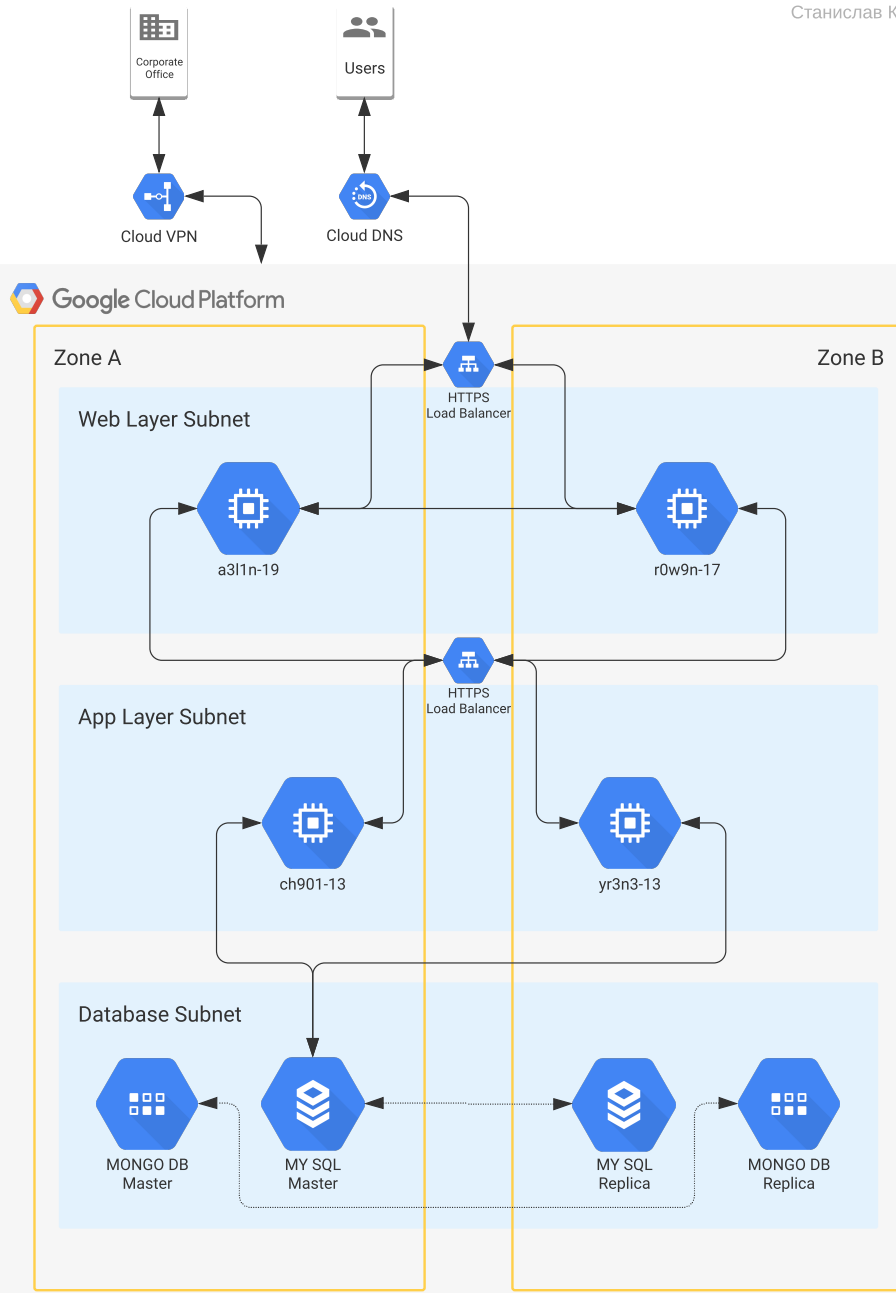 Станислав К
Corporate
Office
Users
Cloud VPN
DNS
Cloud DNS
Google Cloud Platform
Zone A
Zone B
HTTPS
Load Balancer
Web Layer Subnet
a3l1n-19
r0w9n-17
HTTPS
Load Balancer
App Layer Subnet
ch901-13
yr3n3-13
Database Subnet
MONGO DB
Master
MY SQL
Master
MY SQL
Replica
MONGO DB
Replica